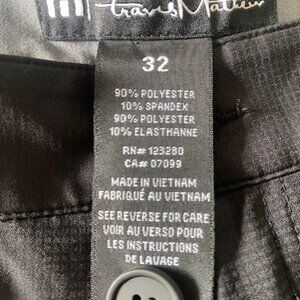 TravisMathew
32
90% POLYESTER
10% SPANDEX
90% POLYESTER
10% ELASTHANNE
RN# 123280
CA# 07099
MADE IN VIETNAM
FABRIQUÉ AU VIETNAM
SEE REVERSE FOR CARE
VOIR AU VERSO POUR
LES INSTRUCTIONS
DE LAVAGE